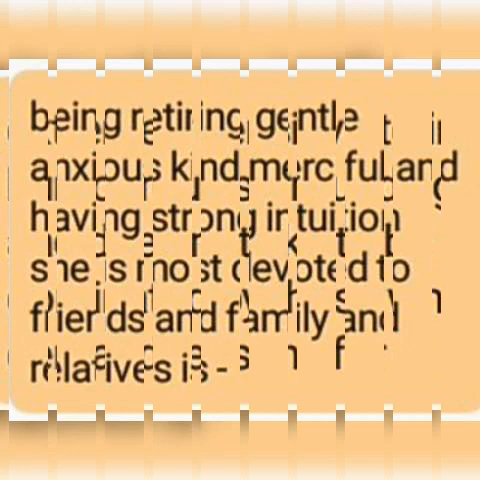 being retiring gentle
anxious kind merciful and
having strong intuition
she is most devoted to
friends and family and
relatives is -